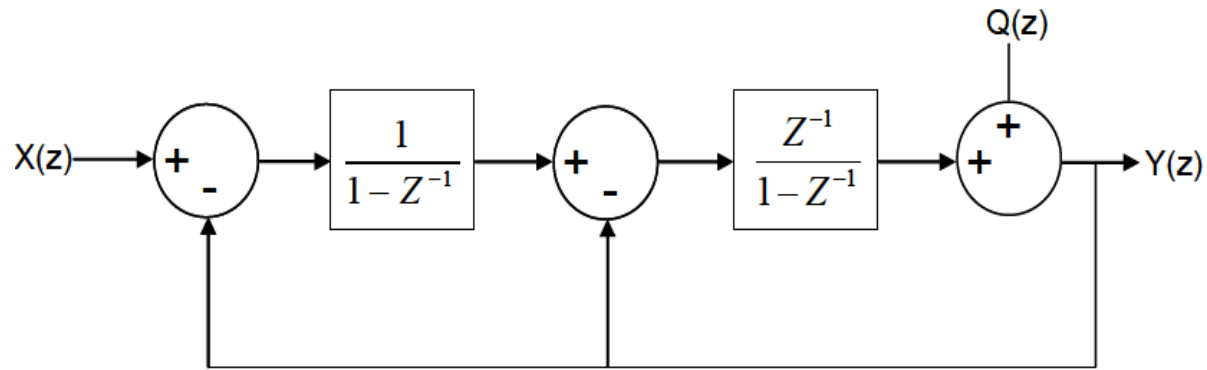 Q(z)
X(z) + - 1 / 1 − Z⁻¹ + - Z⁻¹ / 1 − Z⁻¹ + + Y(z)